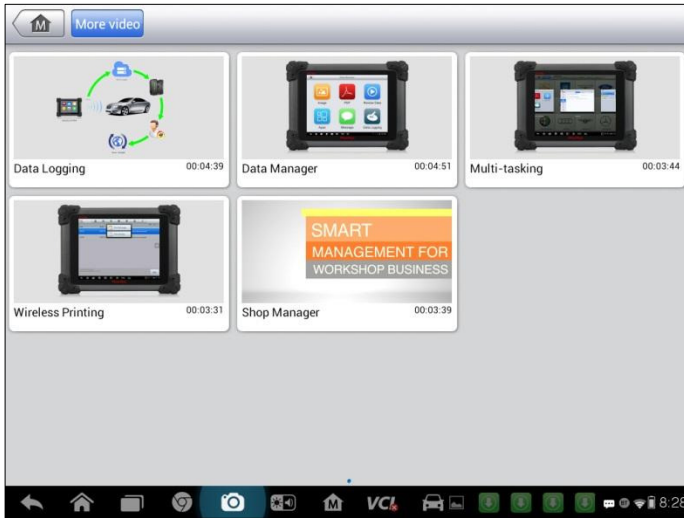 M More video
Data Logging 00:04:39
Data Manager 00:04:51
Multi-tasking 00:03:44
SMART
MANAGEMENT FOR
WORKSHOP BUSINESS
Wireless Printing 00:03:31
Shop Manager 00:03:39
M VCI 8:28